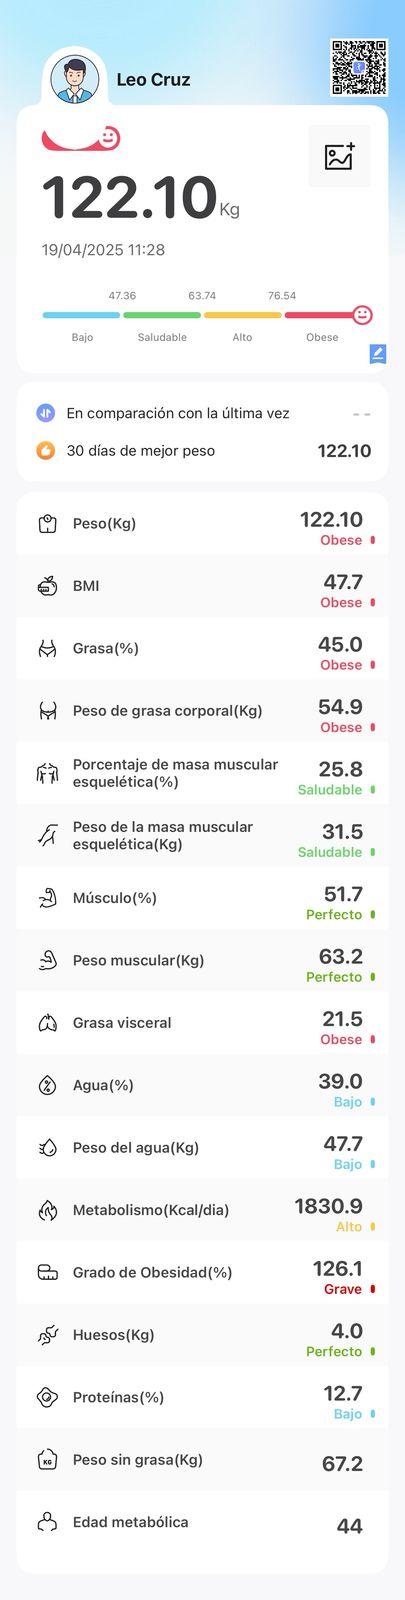 Leo Cruz
122.10Kg
19/04/2025 11:28
47.36 63.74 76.54
Bajo Saludable Alto Obese
En comparación con la última vez --
30 días de mejor peso 122.10
Peso(Kg) 122.10
Obese
BMI 47.7
Obese
Grasa(%) 45.0
Obese
Peso de grasa corporal(Kg) 54.9
Obese
Porcentaje de masa muscular
esquelética(%) 25.8
Saludable
Peso de la masa muscular
esquelética(Kg) 31.5
Saludable
Músculo(%) 51.7
Perfecto
Peso muscular(Kg) 63.2
Perfecto
Grasa visceral 21.5
Obese
Agua(%) 39.0
Bajo
Peso del agua(Kg) 47.7
Bajo
Metabolismo(Kcal/dia) 1830.9
Alto
Grado de Obesidad(%) 126.1
Grave
Huesos(Kg) 4.0
Perfecto
Proteínas(%) 12.7
Bajo
KG
Peso sin grasa(Kg) 67.2
Edad metabólica 44